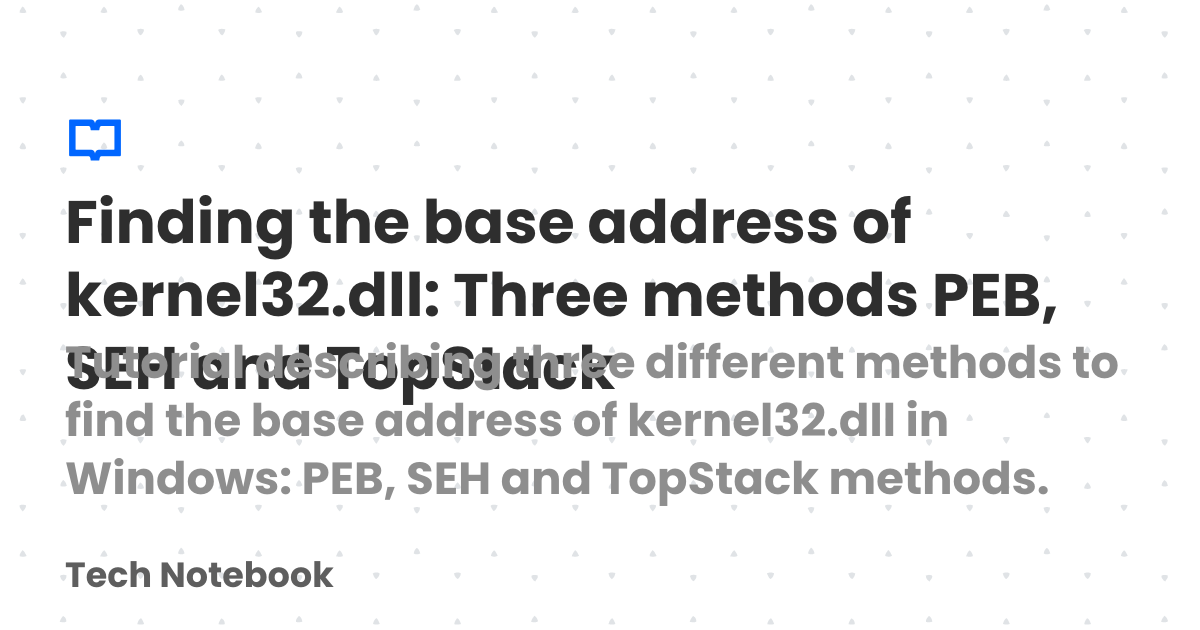 Finding the base address of
kernel32.dll: Three methods PEB,
SEH and TopStack
Tutorial describing three different methods to
find the base address of kernel32.dll in
Windows: PEB, SEH and TopStack methods.
Tech Notebook